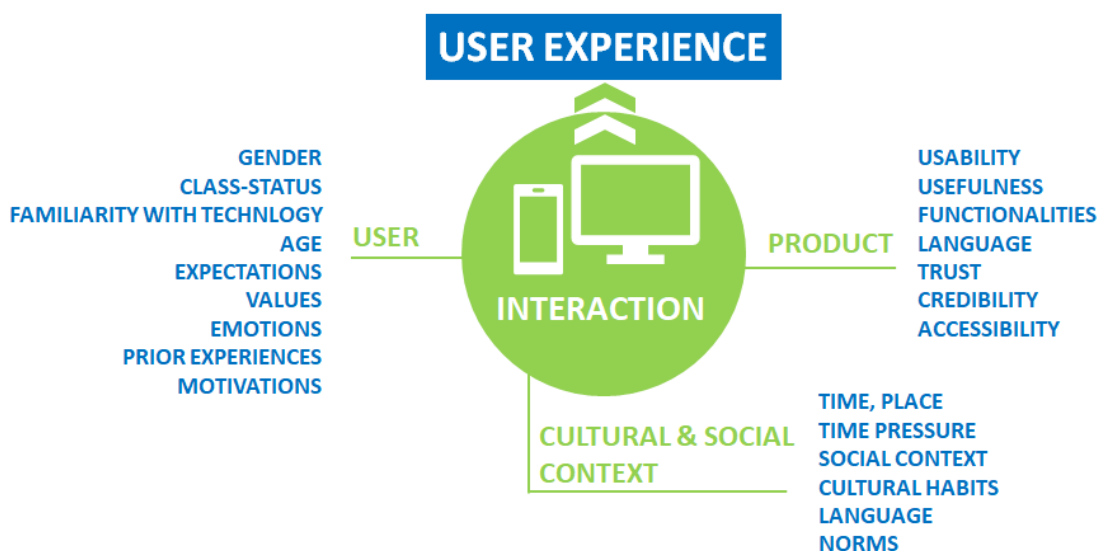 USER EXPERIENCE
GENDER
CLASS-STATUS
FAMILIARITY WITH TECHNLOGY
AGE
EXPECTATIONS
VALUES
EMOTIONS
PRIOR EXPERIENCES
MOTIVATIONS
USER
INTERACTION
PRODUCT
USABILITY
USEFULNESS
FUNCTIONALITIES
LANGUAGE
TRUST
CREDIBILITY
ACCESSIBILITY
CULTURAL & SOCIAL
CONTEXT
TIME, PLACE
TIME PRESSURE
SOCIAL CONTEXT
CULTURAL HABITS
LANGUAGE
NORMS